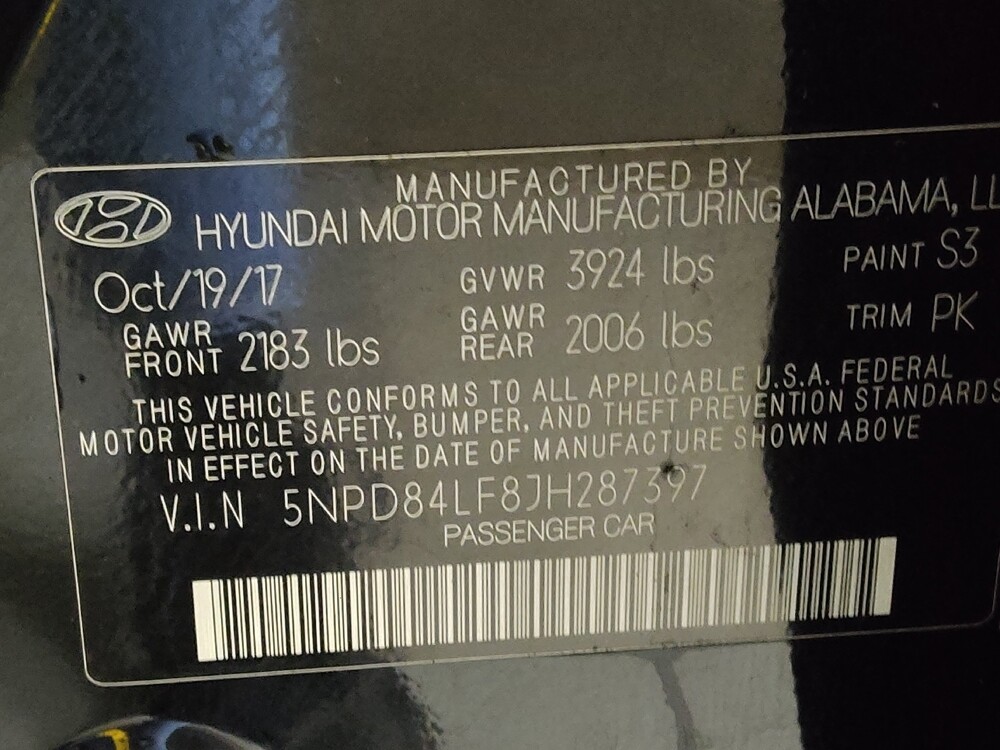 MANUFACTURED BY
HYUNDAI MOTOR MANUFACTURING ALABAMA, LL
Oct/19/17 GVWR 3924 lbs PAINT S3
GAWR FRONT 2183 lbs GAWR REAR 2006 lbs TRIM PK
THIS VEHICLE CONFORMS TO ALL APPLICABLE U.S.A. FEDERAL
MOTOR VEHICLE SAFETY, BUMPER, AND THEFT PREVENTION STANDARDS
IN EFFECT ON THE DATE OF MANUFACTURE SHOWN ABOVE
V.I.N 5NPD84LF8JH287397
PASSENGER CAR